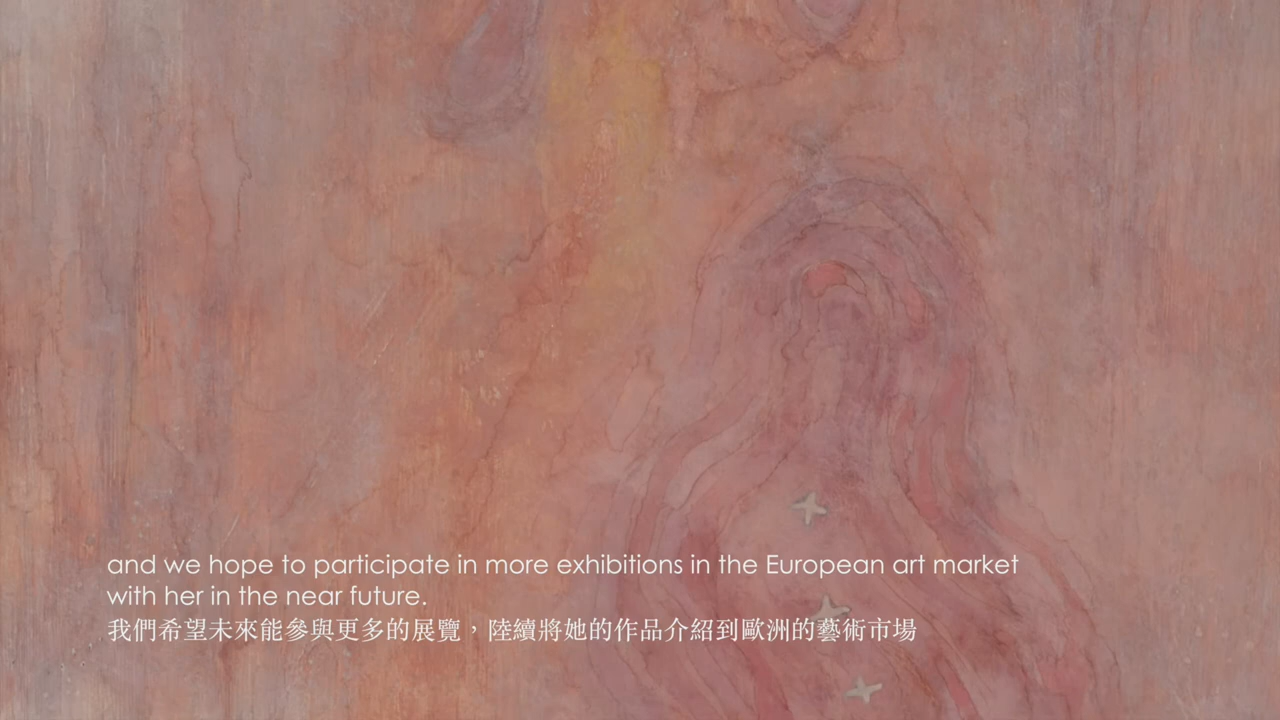 and we hope to participate in more exhibitions in the European art market
with her in the near future.
我們希望未來能參與更多的展覽，陸續將她的作品介紹到歐洲的藝術市場